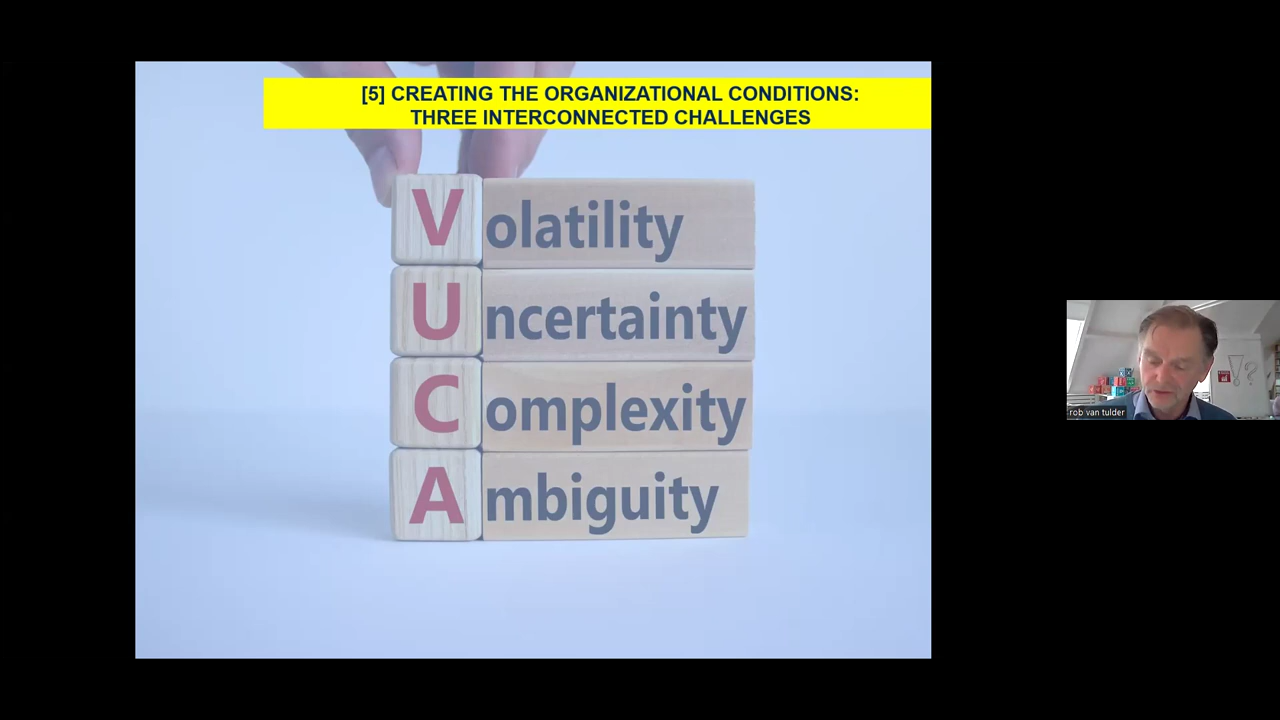 [5] CREATING THE ORGANIZATIONAL CONDITIONS:
THREE INTERCONNECTED CHALLENGES
Volatility
Uncertainty
Complexity
Ambiguity
rob van tulder